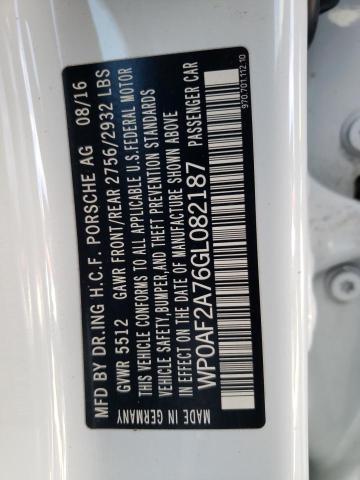 MFD BY DR.ING H.C.F. PORSCHE AG 08/16
GVWR 5512 GAWR FRONT/REAR 2756/2932 LBS
THIS VEHICLE CONFORMS TO ALL APPLICABLE U.S.FEDERAL MOTOR
VEHICLE SAFETY,BUMPER,AND THEFT PREVENTION STANDARDS
IN EFFECT ON THE DATE OF MANUFACTURE SHOWN ABOVE
WP0AF2A76GL082187 PASSENGER CAR
MADE IN GERMANY
970.701.112.10